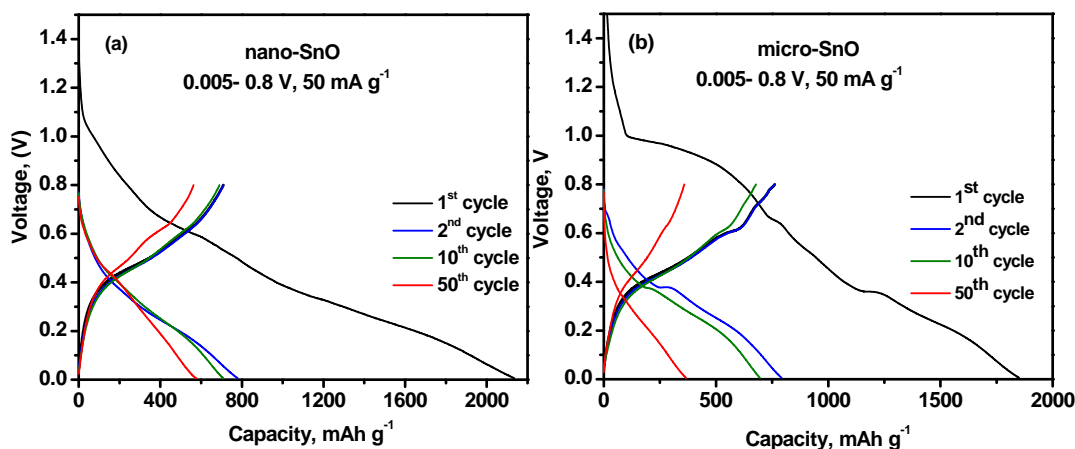 (a)
nano-SnO
0.005- 0.8 V, 50 mA g⁻¹
1ˢᵗ cycle
2ⁿᵈ cycle
10ᵗʰ cycle
50ᵗʰ cycle
Voltage, (V)
1.4
1.2
1.0
0.8
0.6
0.4
0.2
0.0
0 400 800 1200 1600 2000
Capacity, mAh g⁻¹
(b)
micro-SnO
0.005- 0.8 V, 50 mA g⁻¹
1ˢᵗ cycle
2ⁿᵈ cycle
10ᵗʰ cycle
50ᵗʰ cycle
Voltage, V
1.4
1.2
1.0
0.8
0.6
0.4
0.2
0.0
0 500 1000 1500 2000
Capacity, mAh g⁻¹